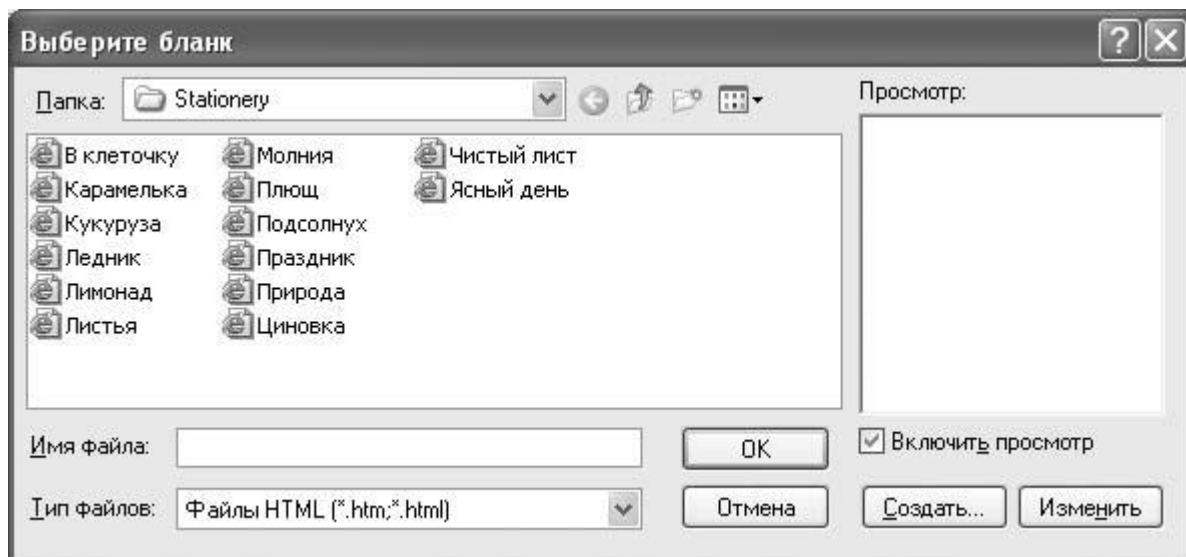 Выберите бланк
Папка: Stationery
Просмотр:
В клеточку Молния Чистый лист
Карамелька Плющ Ясный день
Кукуруза Подсолнух
Ледник Праздник
Лимонад Природа
Листья Циновка
Имя файла: OK Включить просмотр
Тип файлов: Файлы HTML (*.htm;*.html) Отмена Создать... Изменить